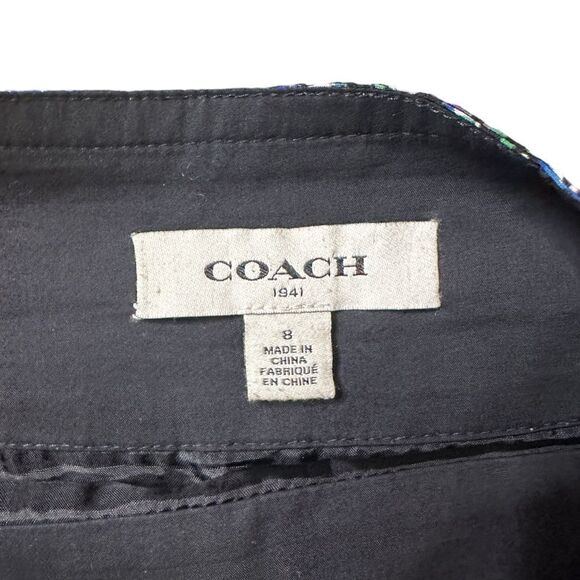 COACH
1941
8
MADE IN
CHINA
FABRIQUÉ
EN CHINE